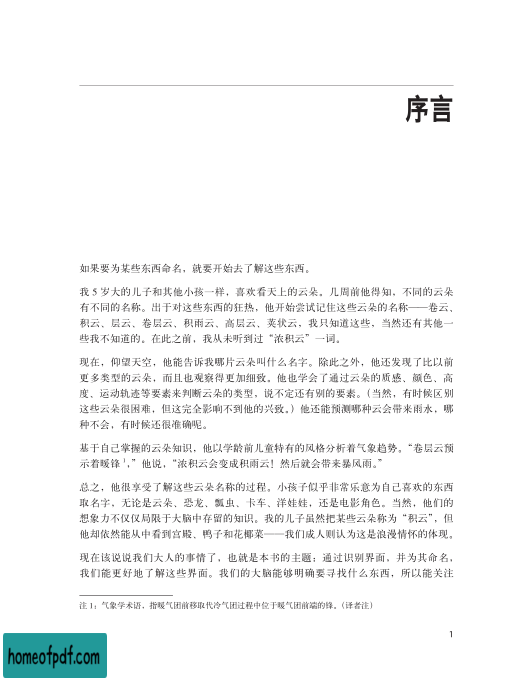 序言
如果要为某些东西命名，就要开始去了解这些东西。
我 5 岁大的儿子和其他小孩一样，喜欢看天上的云朵。几周前他得知，不同的云朵
有不同的名称。出于对这些东西的狂热，他开始尝试记住这些云朵的名称——卷云、
积云、层云、卷层云、积雨云、高层云、荚状云，我只知道这些，当然还有其他一
些我不知道的。在此之前，我从未听到过“浓积云”一词。
现在，仰望天空，他能告诉我哪片云朵叫什么名字。除此之外，他还发现了比以前
更多类型的云朵，而且也观察得更加细致。他也学会了通过云朵的质感、颜色、高
度、运动轨迹等要素来判断云朵的类型，说不定还有别的要素。（当然，有时候区别
这些云朵很困难，但这完全影响不到他的兴致。）他还能预测哪种云会带来雨水，哪
种不会，有时候还很准确呢。
基于自己掌握的云朵知识，他以学龄前儿童特有的风格分析着气象趋势。“卷层云预
示着暖锋1，”他说，“浓积云会变成积雨云！然后就会带来暴风雨。”
总之，他很享受了解这些云朵名称的过程。小孩子似乎非常乐意为自己喜欢的东西
取名字，无论是云朵、恐龙、瓢虫、卡车、洋娃娃，还是电影角色。当然，他们的
想象力不仅仅局限于大脑中存留的知识。我的儿子虽然把某些云朵称为“积云”，但
他却依然能从中看到宫殿、鸭子和花椰菜——我们成人则认为这是浪漫情怀的体现。
现在该说说我们大人的事情了，也就是本书的主题：通过识别界面，并为其命名，
我们能更好地了解这些界面。我们的大脑能够明确要寻找什么东西，所以能关注
注 1：气象学术语，指暖气团前移取代冷气团过程中位于暖气团前端的锋。（译者注）
1
homeofpdf.com